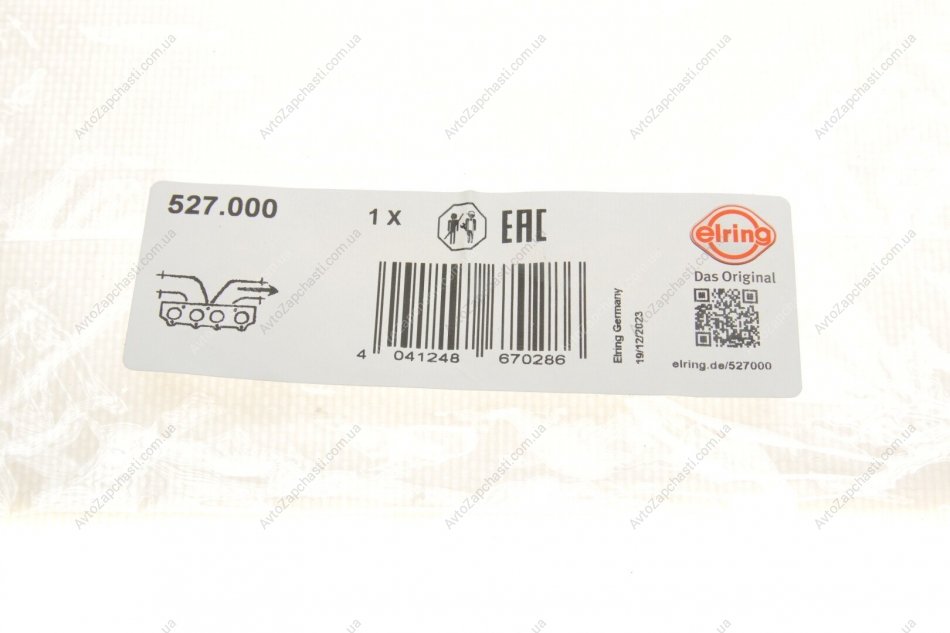 527.000
1 X
EAC
elring
Das Original
4 041248 670286
Elring Germany
19/12/2023
elring.de/527000
AvtoZapchasti.com.ua